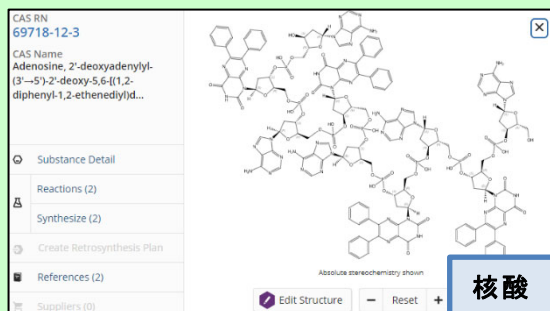 CAS RN
69718-12-3
CAS Name
Adenosine, 2'-deoxyadenylyl-
(3'→5')-2'-deoxy-5,6-[(1,2-
diphenyl-1,2-ethenediyl)d...
Substance Detail
Reactions (2)
Synthesize (2)
Create Retrosynthesis Plan
References (2)
Suppliers (0)
Absolute stereochemistry shown
Edit Structure
− Reset +
核酸